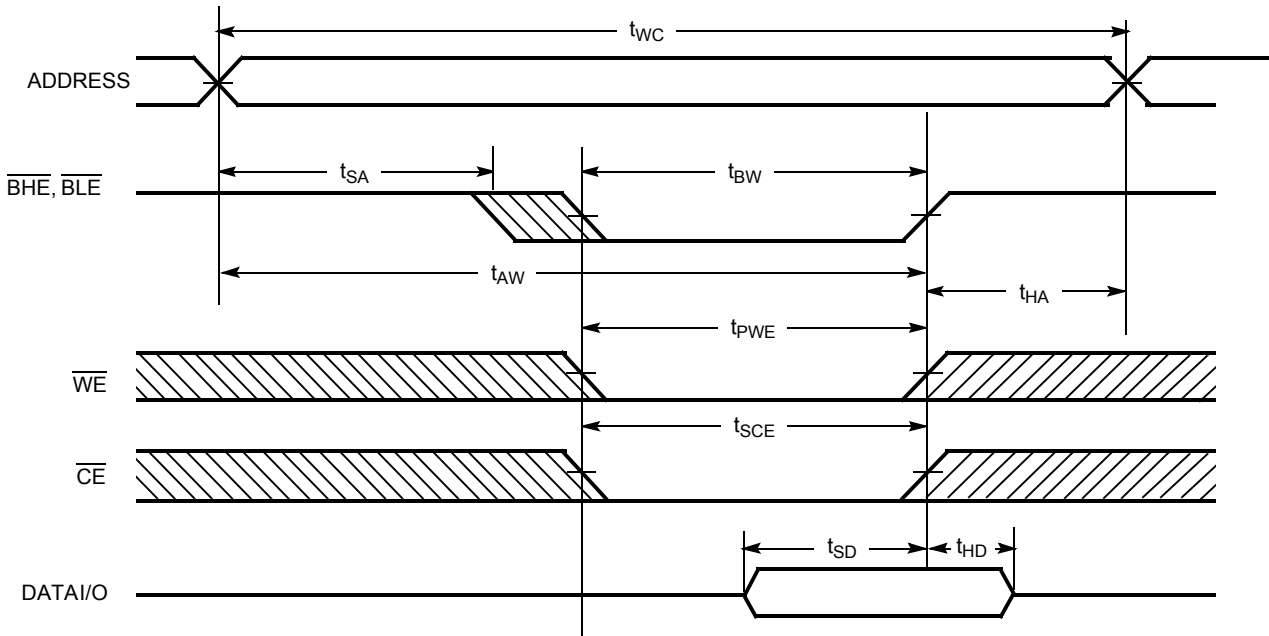 tWC
ADDRESS
tSA
tBW
BHE, BLE
tAW
tHA
tPWE
WE
tSCE
CE
tSD
tHD
DATAI/O